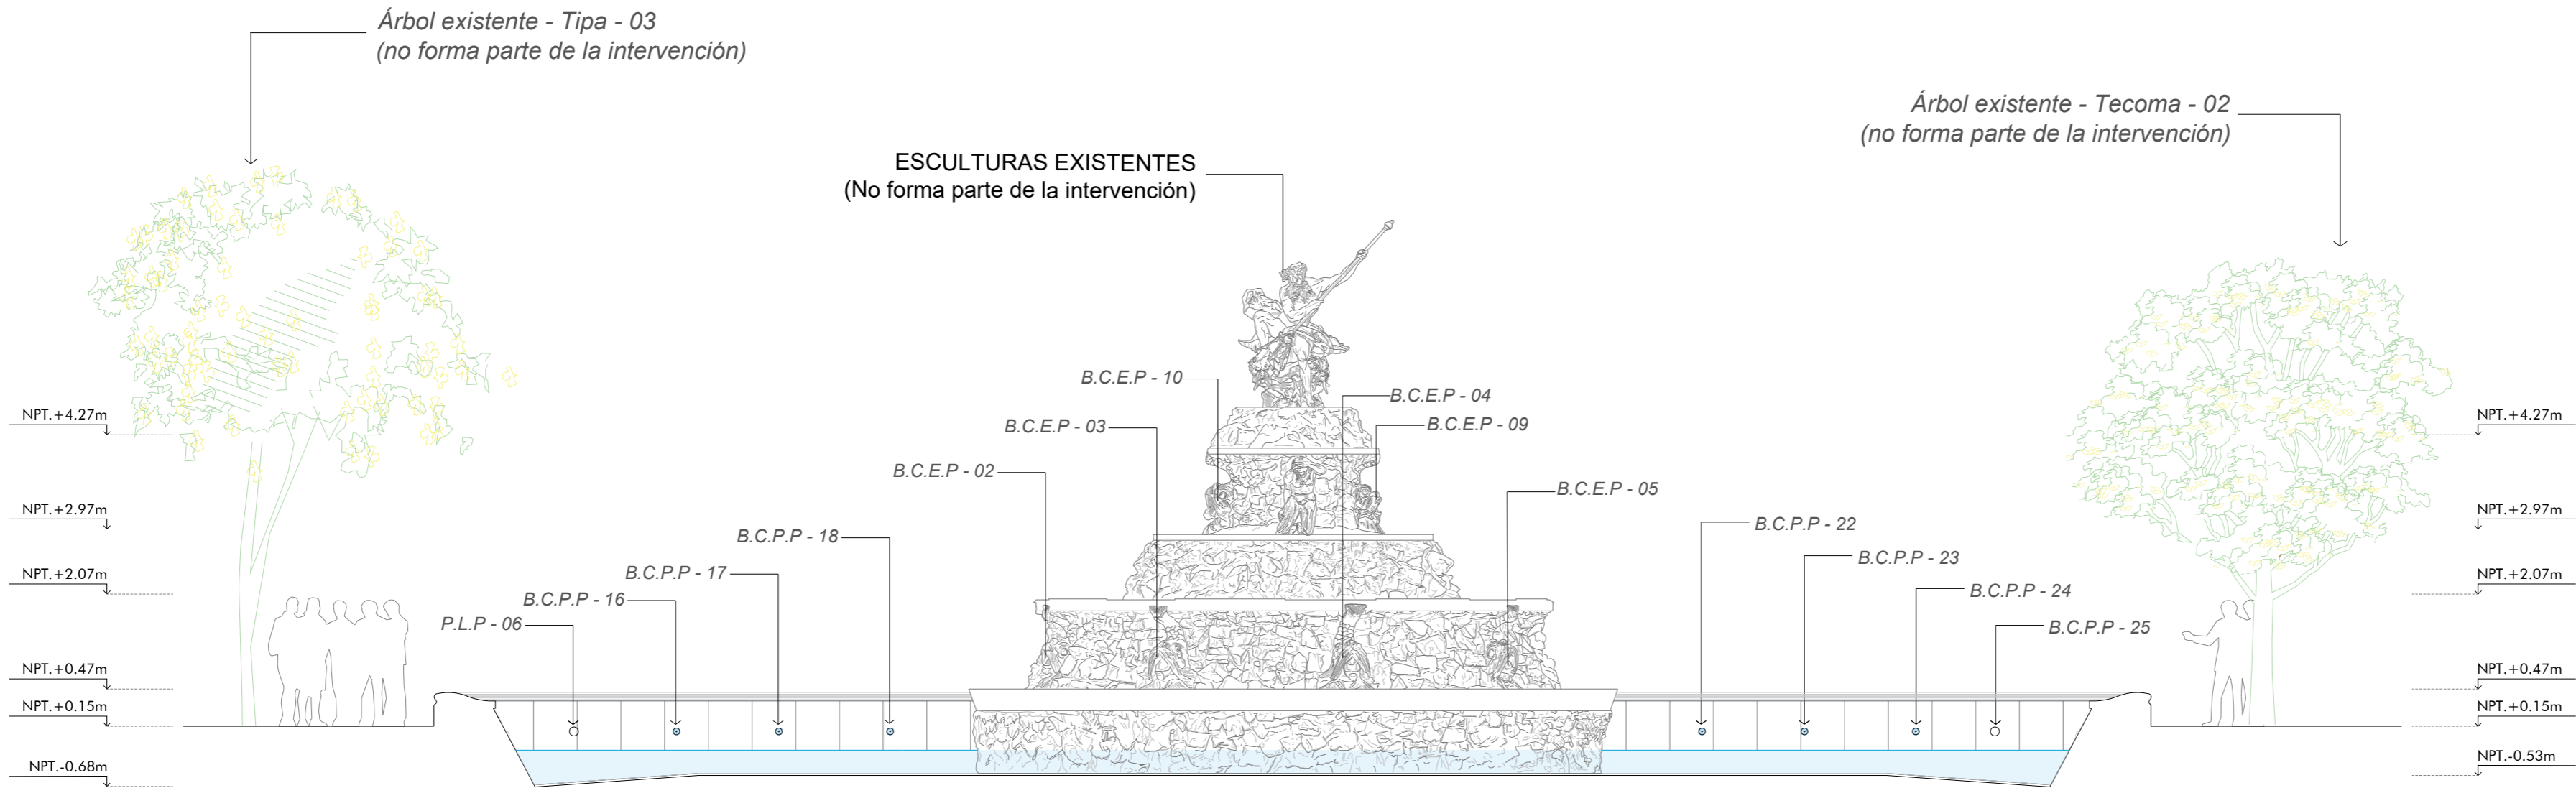 Árbol existente - Tipa - 03
(no forma parte de la intervención)
Árbol existente - Tecoma - 02
(no forma parte de la intervención)
ESCULTURAS EXISTENTES
(No forma parte de la intervención)
B.C.E.P - 10
B.C.E.P - 04
B.C.E.P - 03
B.C.E.P - 09
B.C.E.P - 02
B.C.E.P - 05
B.C.P.P - 22
B.C.P.P - 18
B.C.P.P - 23
B.C.P.P - 17
B.C.P.P - 24
B.C.P.P - 16
P.L.P - 06
B.C.P.P - 25
NPT.+4.27m
NPT.+2.97m
NPT.+2.07m
NPT.+0.47m
NPT.+0.15m
NPT.-0.68m
NPT.+4.27m
NPT.+2.97m
NPT.+2.07m
NPT.+0.47m
NPT.+0.15m
NPT.-0.53m